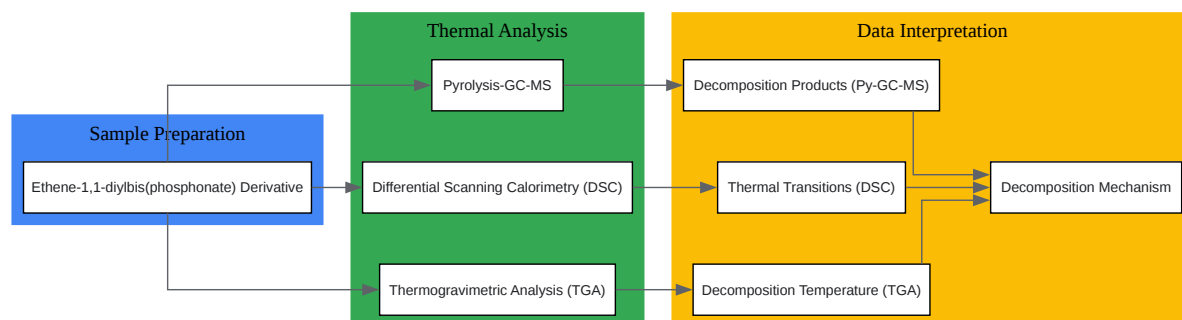 Thermal Analysis
Data Interpretation
Pyrolysis-GC-MS
Decomposition Products (Py-GC-MS)
Sample Preparation
Ethene-1,1-diylbis(phosphonate) Derivative
Differential Scanning Calorimetry (DSC)
Thermal Transitions (DSC)
Decomposition Mechanism
Thermogravimetric Analysis (TGA)
Decomposition Temperature (TGA)